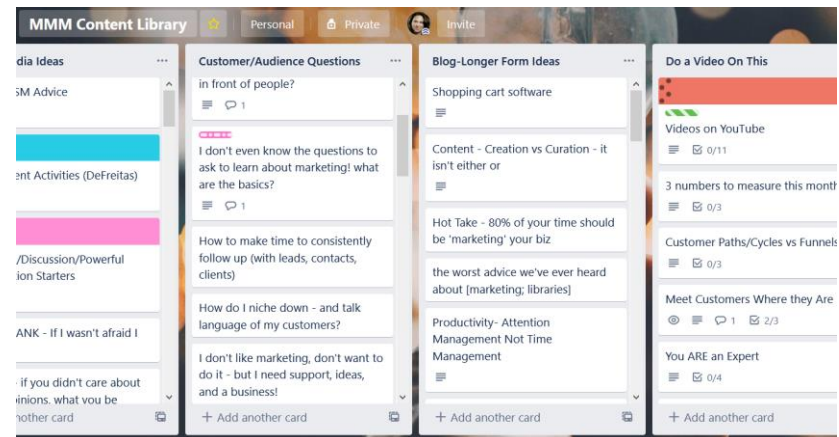 MMM Content Library
Personal
Private
Invite
dia Ideas
SM Advice
ent Activities (DeFreitas)
/Discussion/Powerful
ion Starters
ANK - If I wasn't afraid I
if you didn't care about
inions. what you be
nother card
Customer/Audience Questions
in front of people?
1
I don't even know the questions to
ask to learn about marketing! what
are the basics?
1
How to make time to consistently
follow up (with leads, contacts,
clients)
How do I niche down - and talk
language of my customers?
I don't like marketing, don't want to
do it - but I need support, ideas,
and a business!
+ Add another card
Blog-Longer Form Ideas
Shopping cart software
Content - Creation vs Curation - it
isn't either or
Hot Take - 80% of your time should
be 'marketing' your biz
the worst advice we've ever heard
about [marketing; libraries]
Productivity- Attention
Management Not Time
Management
+ Add another card
Do a Video On This
Videos on YouTube
0/11
3 numbers to measure this month
0/3
Customer Paths/Cycles vs Funnels
0/3
Meet Customers Where they Are
1 2/3
You ARE an Expert
0/4
+ Add another card